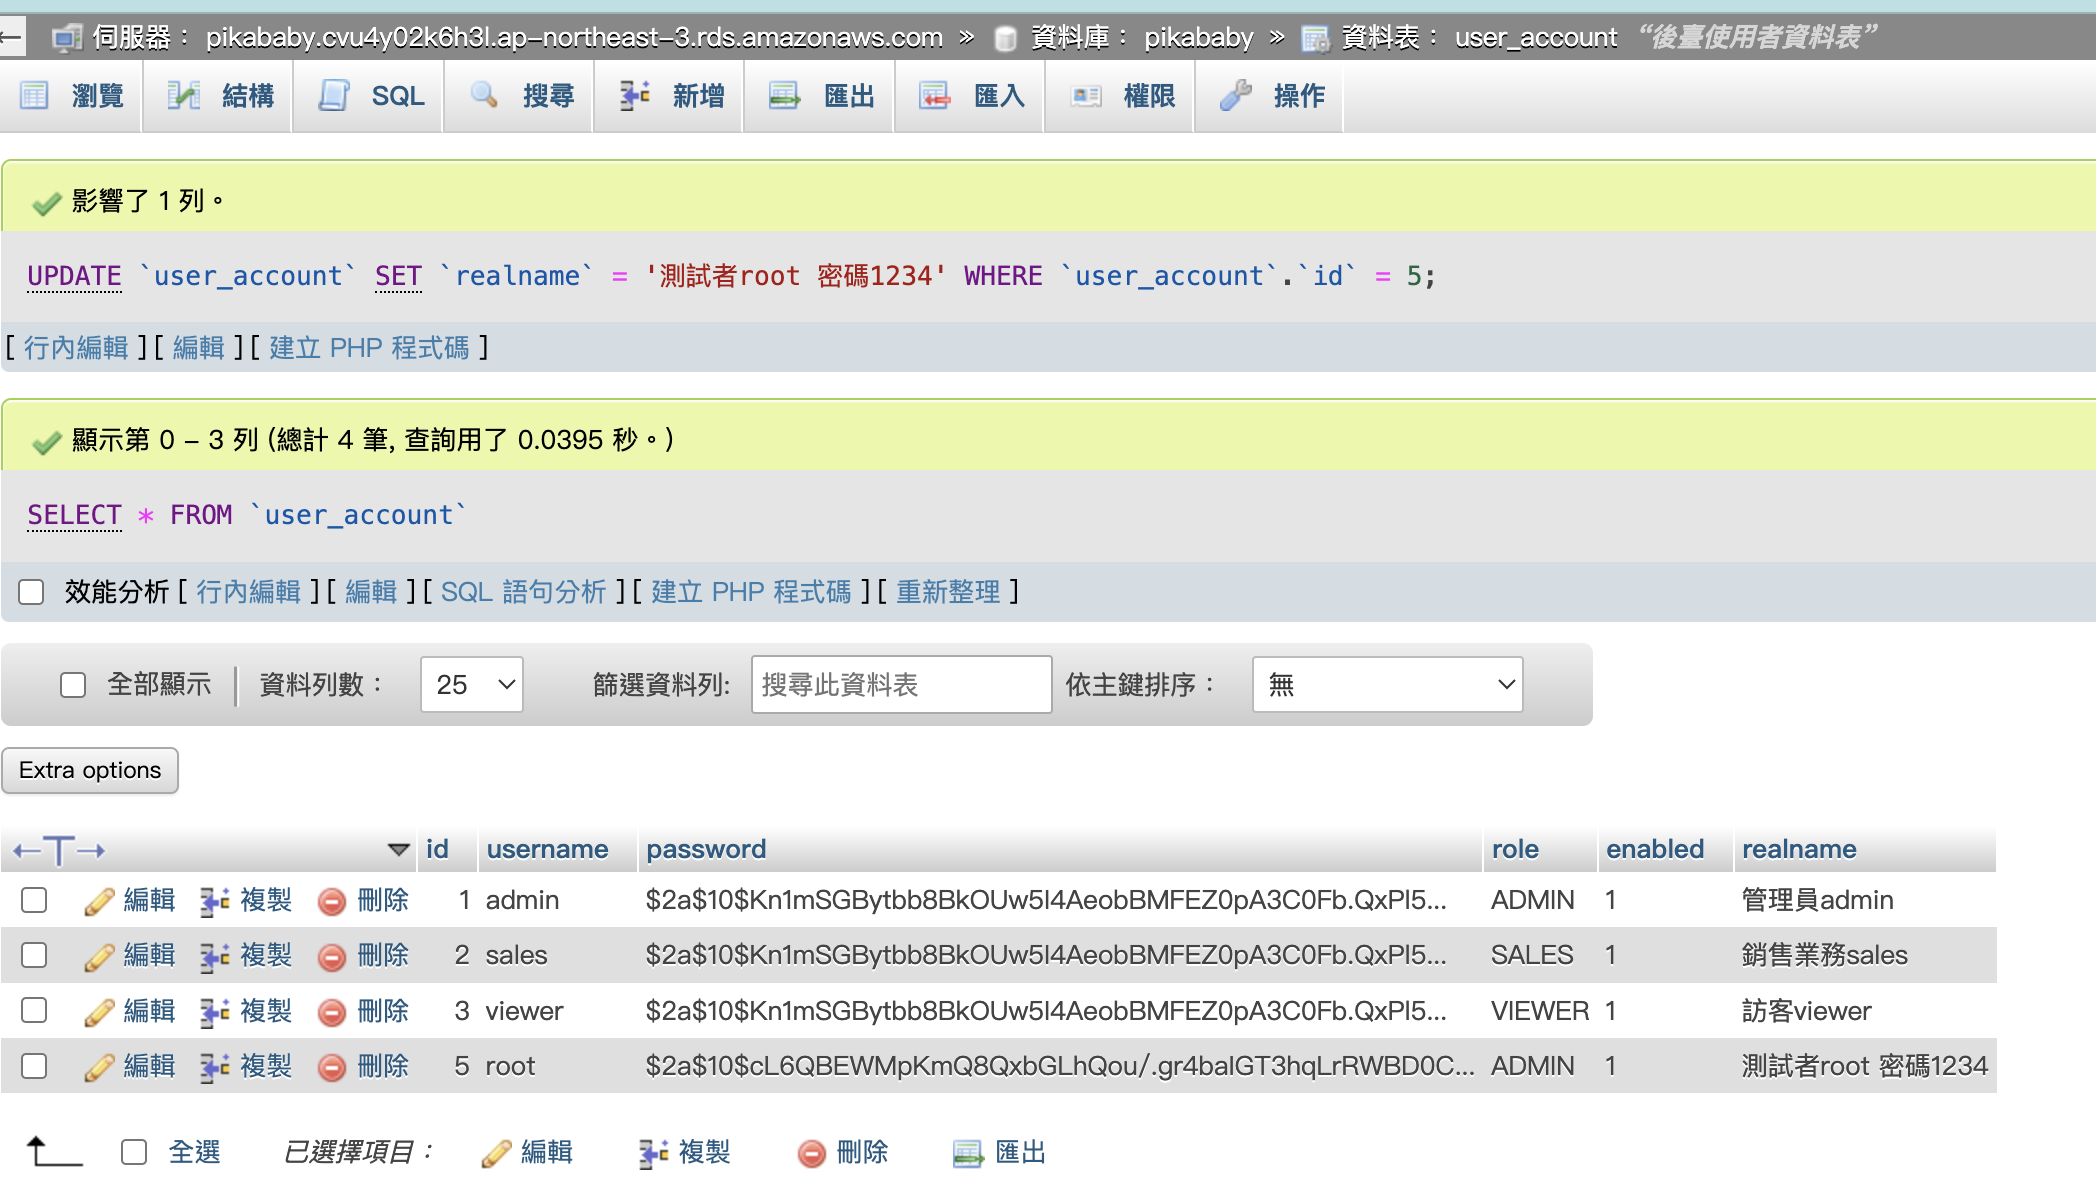 伺服器： pikababy.cvu4y02k6h3l.ap-northeast-3.rds.amazonaws.com » 資料庫： pikababy » 資料表： user_account “後臺使用者資料表”
瀏覽 結構 SQL 搜尋 新增 匯出 匯入 權限 操作
影響了 1 列。
UPDATE `user_account` SET `realname` = '測試者root 密碼1234' WHERE `user_account`.`id` = 5;
[ 行內編輯 ][ 編輯 ][ 建立 PHP 程式碼 ]
顯示第 0 - 3 列 (總計 4 筆, 查詢用了 0.0395 秒。)
SELECT * FROM `user_account`
效能分析 [ 行內編輯 ][ 編輯 ][ SQL 語句分析 ][ 建立 PHP 程式碼 ][ 重新整理 ]
全部顯示 資料列數： 25 篩選資料列: 搜尋此資料表 依主鍵排序： 無
Extra options
←T→ id username password role enabled realname
編輯 複製 刪除 1 admin $2a$10$Kn1mSGBytbb8BkOUw5l4AeobBMFEZ0pA3C0Fb.QxPl5... ADMIN 1 管理員admin
編輯 複製 刪除 2 sales $2a$10$Kn1mSGBytbb8BkOUw5l4AeobBMFEZ0pA3C0Fb.QxPl5... SALES 1 銷售業務sales
編輯 複製 刪除 3 viewer $2a$10$Kn1mSGBytbb8BkOUw5l4AeobBMFEZ0pA3C0Fb.QxPl5... VIEWER 1 訪客viewer
編輯 複製 刪除 5 root $2a$10$cL6QBEWMpKmQ8QxbGLhQou/.gr4balGT3hqLrRWBD0C... ADMIN 1 測試者root 密碼1234
全選 已選擇項目： 編輯 複製 刪除 匯出